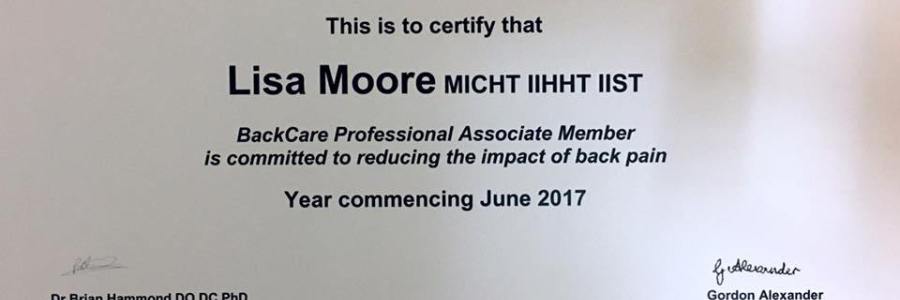 This is to certify that
Lisa Moore MICHT IIHHT IIST
BackCare Professional Associate Member
is committed to reducing the impact of back pain
Year commencing June 2017
G Alexander
Dr Brian Hammond DO DC PhD
Gordon Alexander